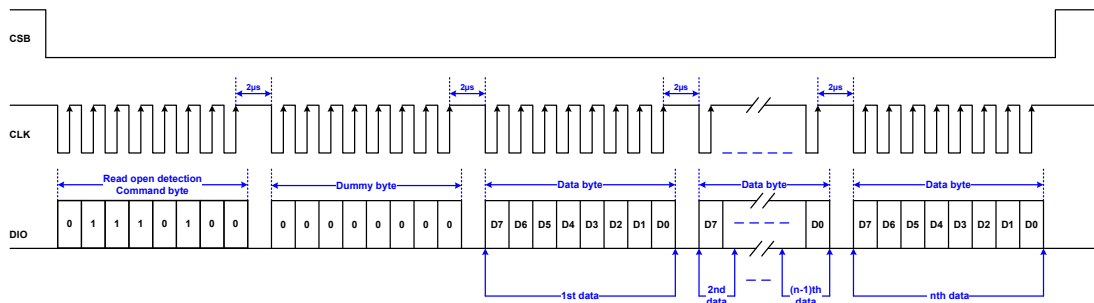 CSB
2μs 2μs 2μs 2μs
CLK
Read open detection
Command byte
Dummy byte Data byte Data byte Data byte
DIO
0 1 1 1 0 1 0 0 0 0 0 0 0 0 0 0 D7 D6 D5 D4 D3 D2 D1 D0 D7 D0 D7 D6 D5 D4 D3 D2 D1 D0
1st data
2nd data
(n-1)th data
nth data